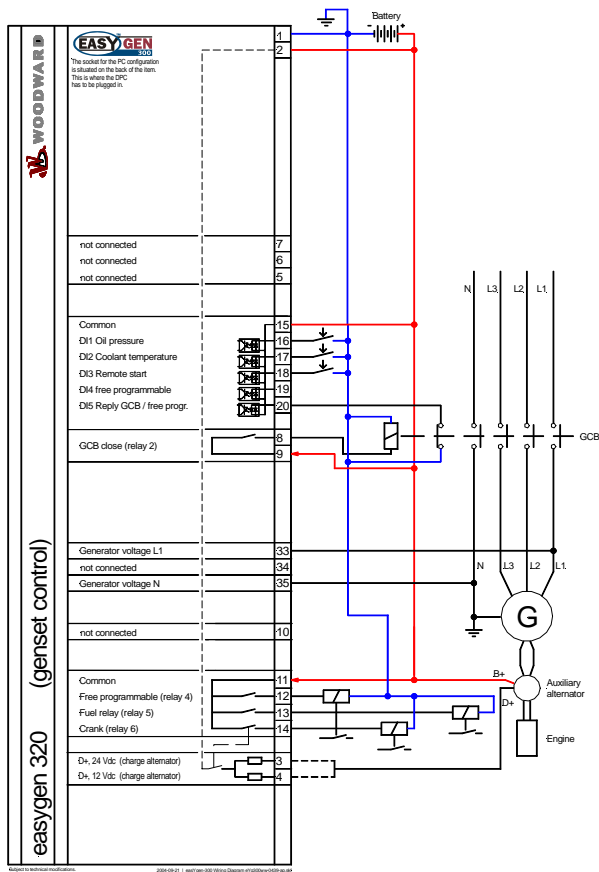 WOODWARD
easygen 320 (genset control)
EASY GEN
300
The socket for the PC configuration
is situated on the back of the item.
This is where the DPC
has to be plugged in.
1
2
Battery
- +
not connected 7
not connected 6
not connected 5
N L3 L2 L1
Common 15
DI1 Oil pressure 16
DI2 Coolant temperature 17
DI3 Remote start 18
DI4 free programmable 19
DI5 Reply GCB / free progr. 20
GCB close (relay 2) 8
9
GCB
Generator voltage L1 33
not connected 34
Generator voltage N 35
N L3 L2 L1
G
not connected 10
Common 11
Free programmable (relay 4) 12
Fuel relay (relay 5) 13
Crank (relay 6) 14
B+
D+
Auxiliary
alternator
Engine
D+, 24 Vdc (charge alternator) 3
D+, 12 Vdc (charge alternator) 4
Subject to technical modifications.